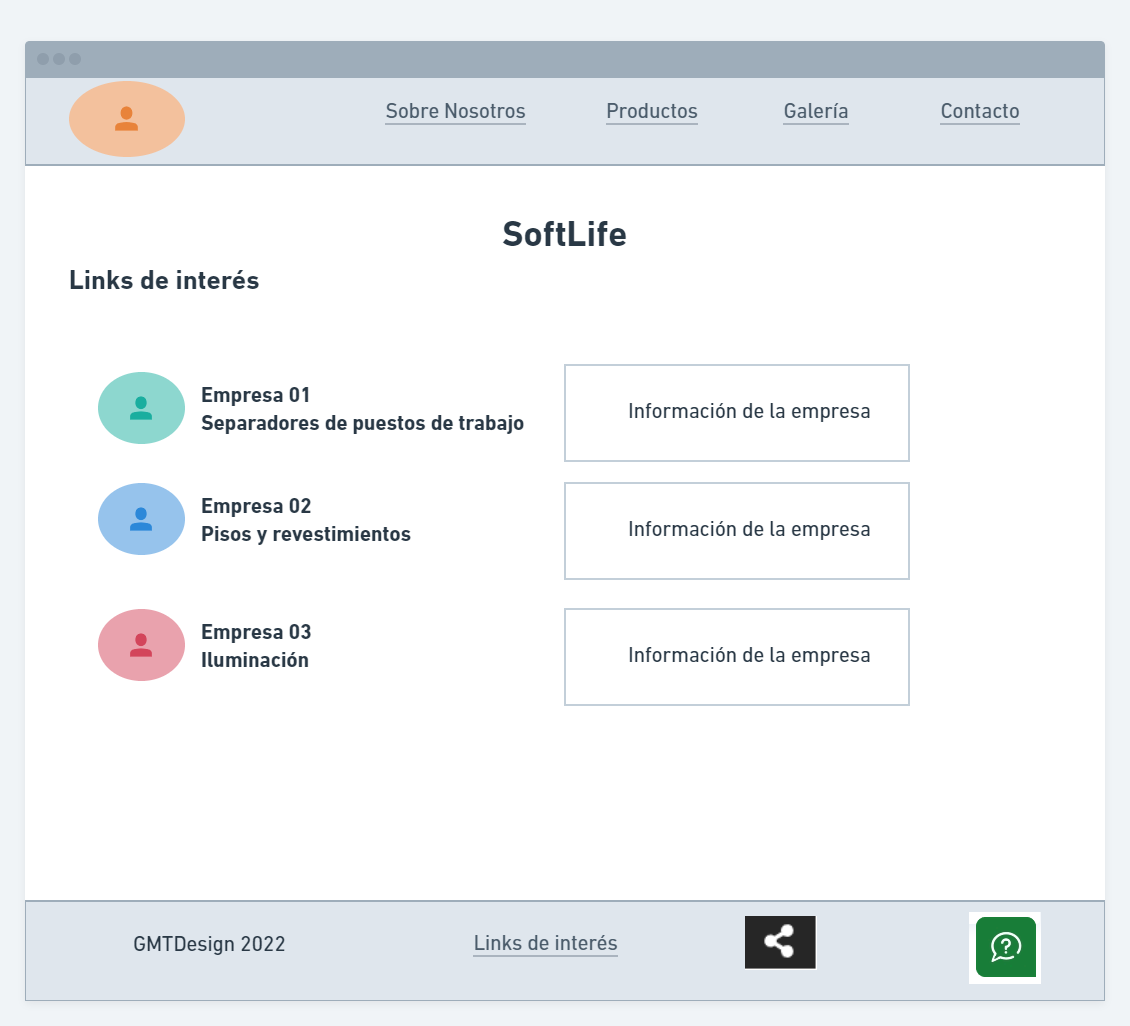 Sobre Nosotros
Productos
Galería
Contacto
SoftLife
Links de interés
Empresa 01
Separadores de puestos de trabajo
Información de la empresa
Empresa 02
Pisos y revestimientos
Información de la empresa
Empresa 03
Iluminación
Información de la empresa
GMTDesign 2022
Links de interés
?